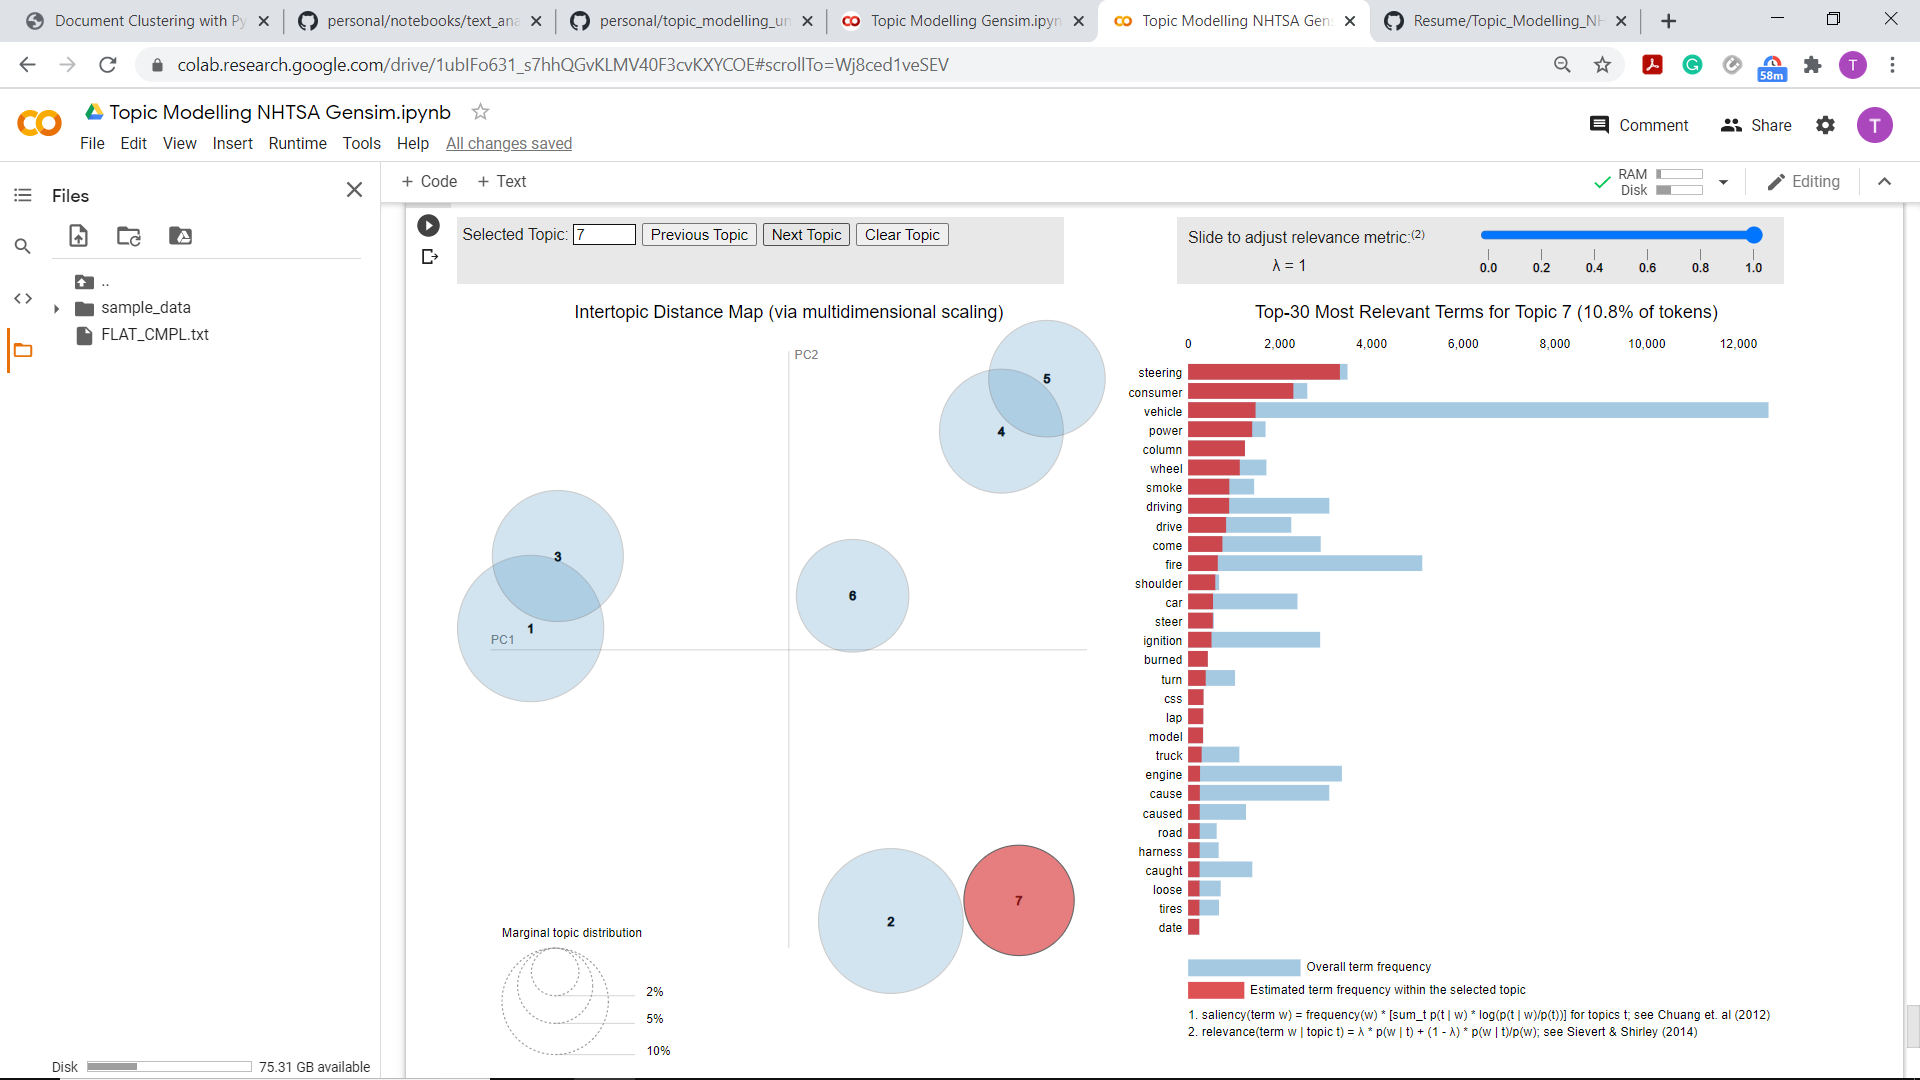 Document Clustering with Py
personal/notebooks/text_ana
personal/topic_modelling_un
Topic Modelling Gensim.ipyn
Topic Modelling NHTSA Gens
Resume/Topic_Modelling_NH
colab.research.google.com/drive/1ublFo631_s7hhQGvKLMV40F3cvKXYCOE#scrollTo=Wj8ced1veSEV
58m
T
Topic Modelling NHTSA Gensim.ipynb
File Edit View Insert Runtime Tools Help All changes saved
Comment Share T
Files
+ Code + Text
RAM
Disk
Editing
..
sample_data
FLAT_CMPL.txt
Disk 75.31 GB available
Selected Topic: 7 Previous Topic Next Topic Clear Topic
Slide to adjust relevance metric:(2)
λ = 1
0.0 0.2 0.4 0.6 0.8 1.0
Intertopic Distance Map (via multidimensional scaling)
PC2
5
4
3
6
1
PC1
2
7
Marginal topic distribution
2%
5%
10%
Top-30 Most Relevant Terms for Topic 7 (10.8% of tokens)
0 2,000 4,000 6,000 8,000 10,000 12,000
steering
consumer
vehicle
power
column
wheel
smoke
driving
drive
come
fire
shoulder
car
steer
ignition
burned
turn
css
lap
model
truck
engine
cause
caused
road
harness
caught
loose
tires
date
Overall term frequency
Estimated term frequency within the selected topic
1. saliency(term w) = frequency(w) * [sum_t p(t | w) * log(p(t | w)/p(t))] for topics t; see Chuang et. al (2012)
2. relevance(term w | topic t) = λ * p(w | t) + (1 - λ) * p(w | t)/p(w); see Sievert & Shirley (2014)